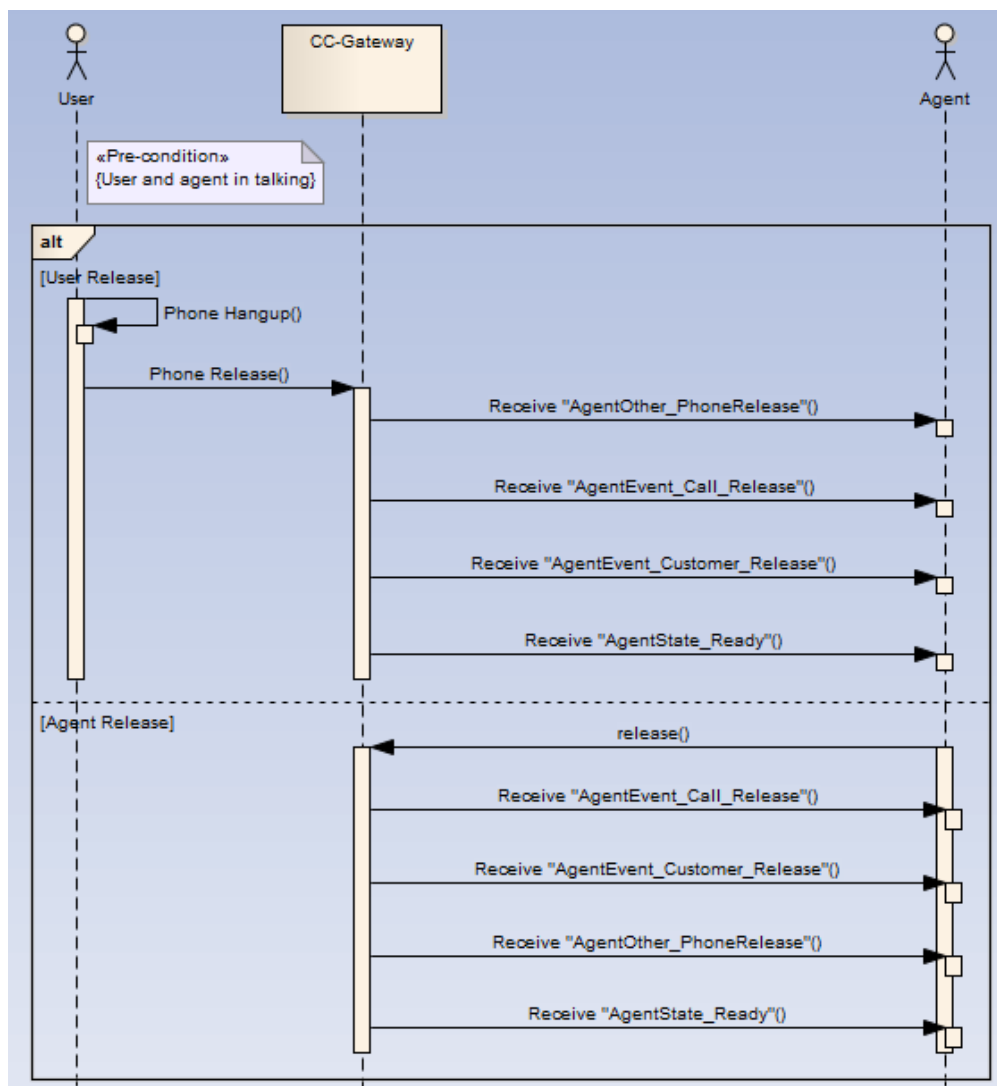 User
CC-Gateway
Agent
«Pre-condition»
{User and agent in talking}
alt
[User Release]
Phone Hangup()
Phone Release()
Receive "AgentOther_PhoneRelease"()
Receive "AgentEvent_Call_Release"()
Receive "AgentEvent_Customer_Release"()
Receive "AgentState_Ready"()
[Agent Release]
release()
Receive "AgentEvent_Call_Release"()
Receive "AgentEvent_Customer_Release"()
Receive "AgentOther_PhoneRelease"()
Receive "AgentState_Ready"()